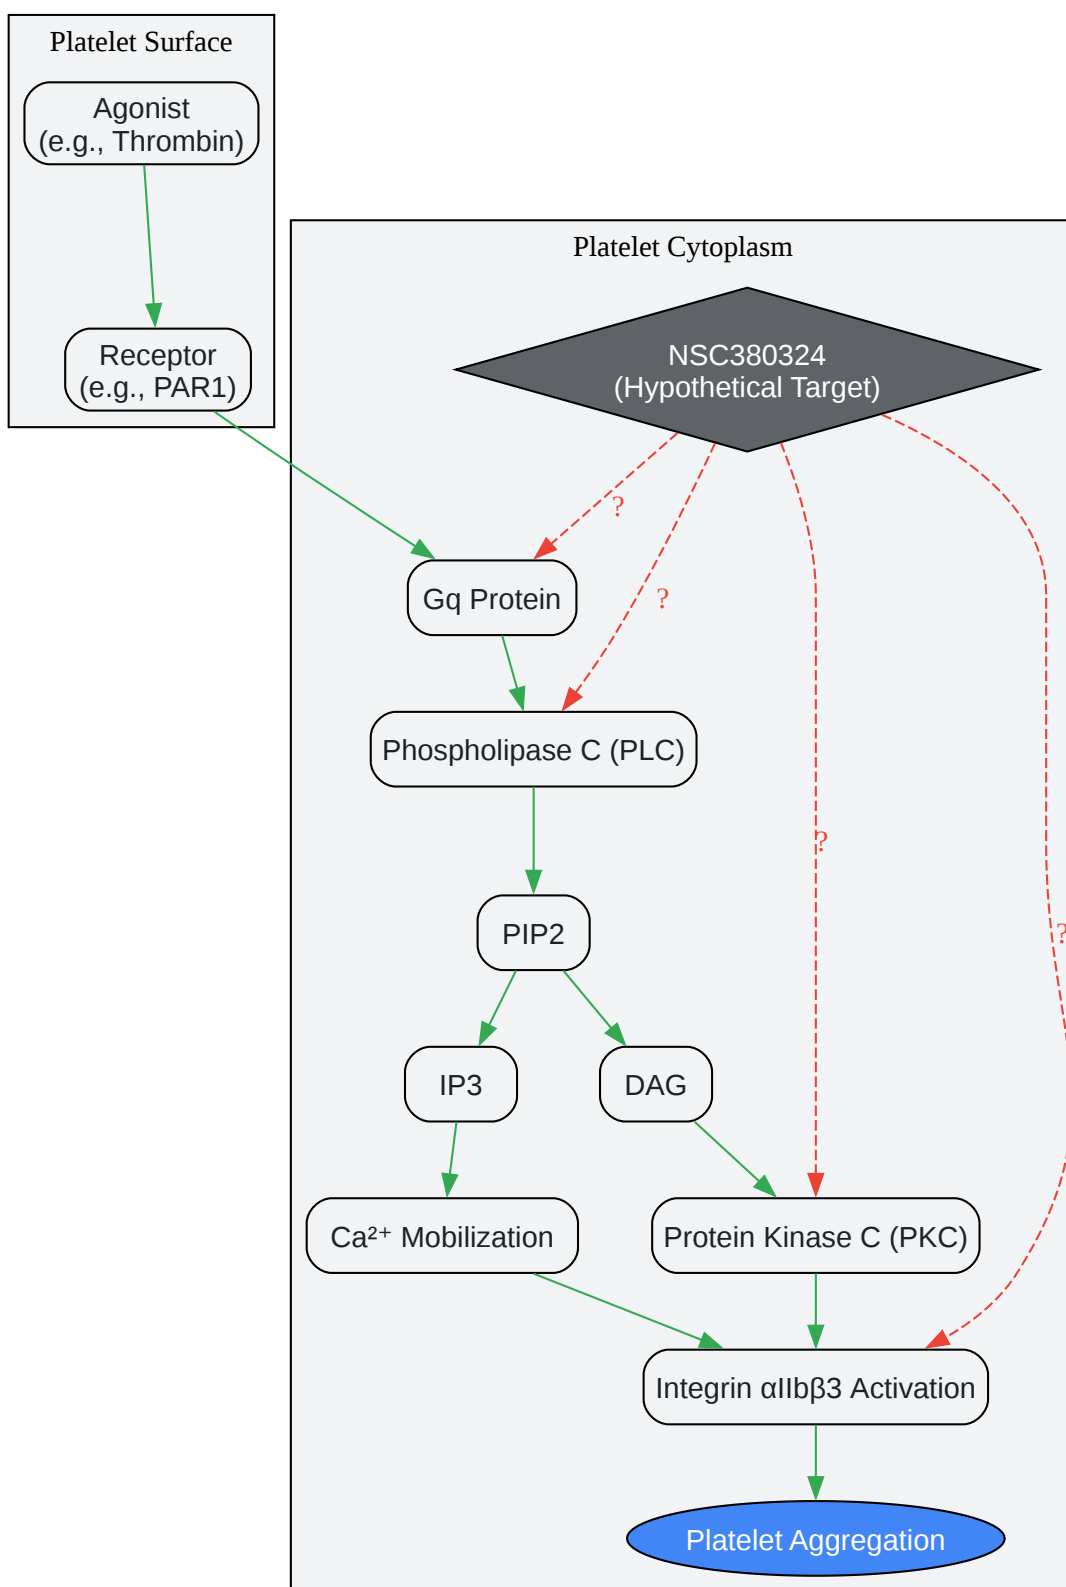 Platelet Surface
Agonist
(e.g., Thrombin)
Receptor
(e.g., PAR1)
Platelet Cytoplasm
NSC380324
(Hypothetical Target)
?
Gq Protein
?
Phospholipase C (PLC)
?
PIP2
?
IP3
DAG
Ca²⁺ Mobilization
Protein Kinase C (PKC)
Integrin αIIbβ3 Activation
Platelet Aggregation